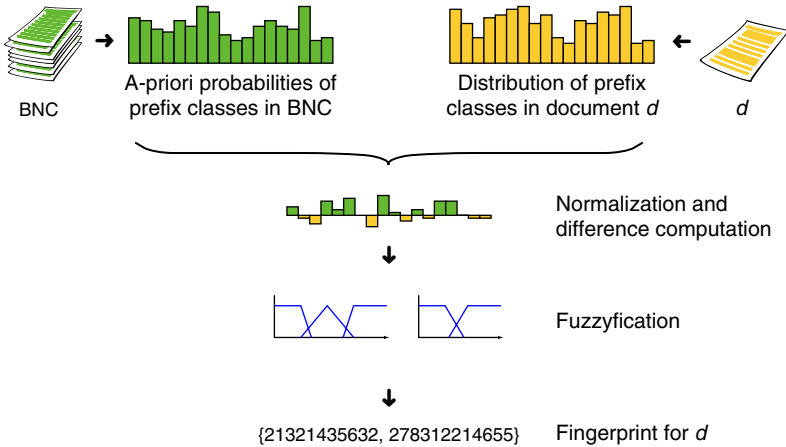 BNC
A-priori probabilities of
prefix classes in BNC
Distribution of prefix
classes in document d
d
Normalization and
difference computation
Fuzzyfication
{21321435632, 278312214655}
Fingerprint for d